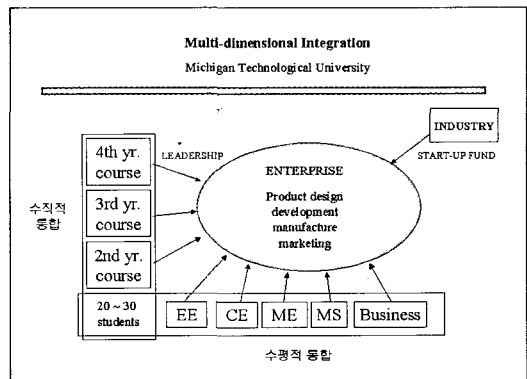 Multi-dimensional Integration
Michigan Technological University
INDUSTRY
START-UP FUND
4th yr.
course
LEADERSHIP
3rd yr.
course
2nd yr.
course
수직적
통합
ENTERPRISE
Product design
development
manufacture
marketing
20 ~ 30
students
EE
CE
ME
MS
Business
수평적 통합